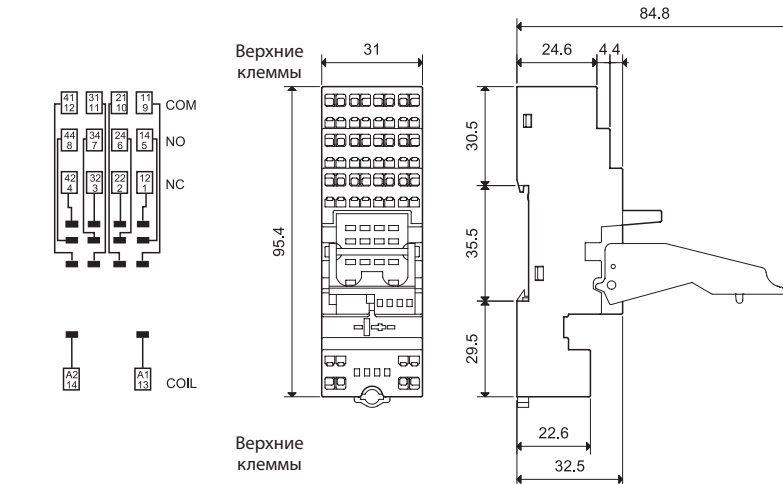 84.8
Верхние
клеммы
31
24.6
4
4
41 31 21 11
12 11 10 9
COM
44 34 24 14
8 7 6 5
NO
42 32 22 12
4 3 2 1
NC
30.5
95.4
35.5
29.5
A2 A1
14 13
COIL
Верхние
клеммы
22.6
32.5